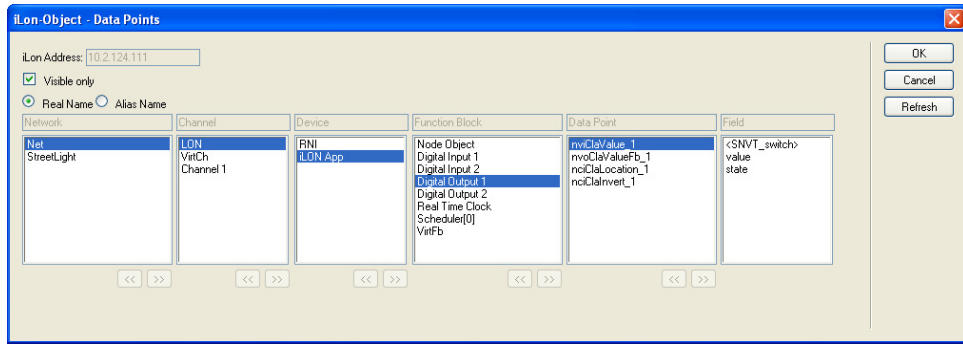 iLon-Object - Data Points
iLon Address: 10.2.124.111
Visible only
Real Name Alias Name
Network Channel Device Function Block Data Point Field
Net
StreetLight
LON
VirtCh
Channel 1
RNI
iLON App
Node Object
Digital Input 1
Digital Input 2
Digital Output 1
Digital Output 2
Real Time Clock
Scheduler[0]
VirtFb
nviClaValue_1
nvoClaValueFb_1
nciClaLocation_1
nciClaInvert_1
<SNVT_switch>
value
state
<< >> << >> << >> << >> << >>
OK
Cancel
Refresh